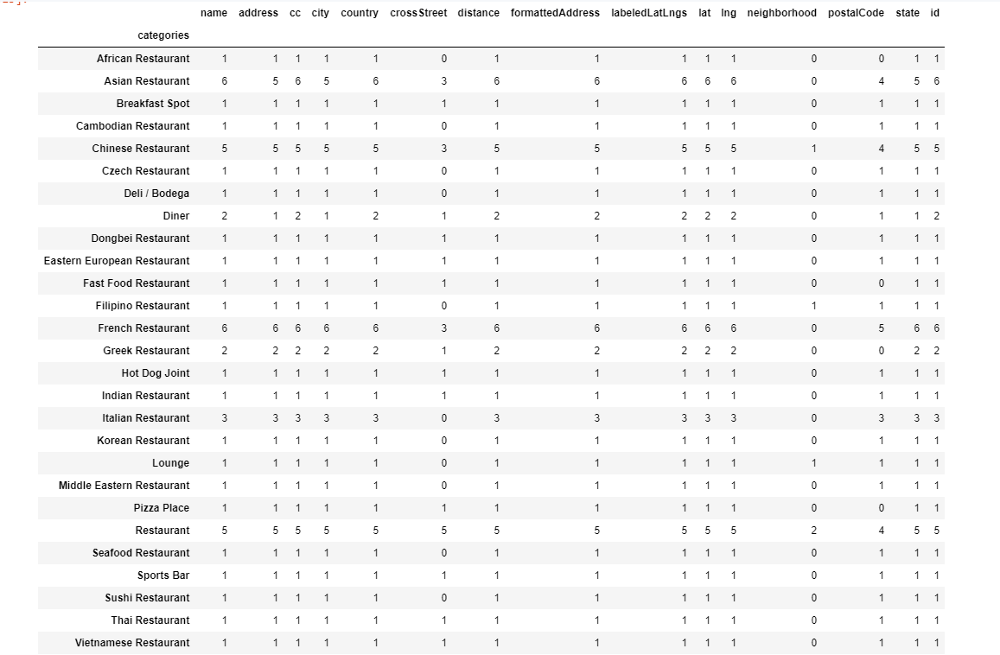 name address cc city country crossStreet distance formattedAddress labeledLatLngs lat lng neighborhood postalCode state id
categories
African Restaurant 1 1 1 1 1 0 1 1 1 1 1 0 0 1 1
Asian Restaurant 6 5 6 5 6 3 6 6 6 6 6 0 4 5 6
Breakfast Spot 1 1 1 1 1 1 1 1 1 1 1 0 1 1 1
Cambodian Restaurant 1 1 1 1 1 0 1 1 1 1 1 0 1 1 1
Chinese Restaurant 5 5 5 5 5 3 5 5 5 5 5 1 4 5 5
Czech Restaurant 1 1 1 1 1 0 1 1 1 1 1 0 1 1 1
Deli / Bodega 1 1 1 1 1 0 1 1 1 1 1 0 1 1 1
Diner 2 1 2 1 2 1 2 2 2 2 2 0 1 1 2
Dongbei Restaurant 1 1 1 1 1 1 1 1 1 1 1 0 1 1 1
Eastern European Restaurant 1 1 1 1 1 1 1 1 1 1 1 0 1 1 1
Fast Food Restaurant 1 1 1 1 1 1 1 1 1 1 1 0 0 1 1
Filipino Restaurant 1 1 1 1 1 0 1 1 1 1 1 1 1 1 1
French Restaurant 6 6 6 6 6 3 6 6 6 6 6 0 5 6 6
Greek Restaurant 2 2 2 2 2 1 2 2 2 2 2 0 0 2 2
Hot Dog Joint 1 1 1 1 1 1 1 1 1 1 1 0 1 1 1
Indian Restaurant 1 1 1 1 1 1 1 1 1 1 1 0 1 1 1
Italian Restaurant 3 3 3 3 3 0 3 3 3 3 3 0 3 3 3
Korean Restaurant 1 1 1 1 1 0 1 1 1 1 1 0 1 1 1
Lounge 1 1 1 1 1 0 1 1 1 1 1 1 1 1 1
Middle Eastern Restaurant 1 1 1 1 1 0 1 1 1 1 1 0 1 1 1
Pizza Place 1 1 1 1 1 1 1 1 1 1 1 0 0 1 1
Restaurant 5 5 5 5 5 5 5 5 5 5 5 2 4 5 5
Seafood Restaurant 1 1 1 1 1 0 1 1 1 1 1 0 1 1 1
Sports Bar 1 1 1 1 1 1 1 1 1 1 1 0 1 1 1
Sushi Restaurant 1 1 1 1 1 0 1 1 1 1 1 0 1 1 1
Thai Restaurant 1 1 1 1 1 1 1 1 1 1 1 0 1 1 1
Vietnamese Restaurant 1 1 1 1 1 1 1 1 1 1 1 0 1 1 1